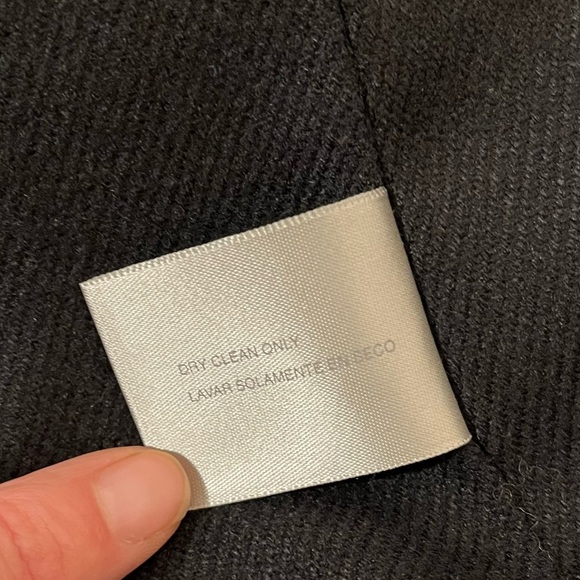 DRY CLEAN ONLY
LAVAR SOLAMENTE EN SECO